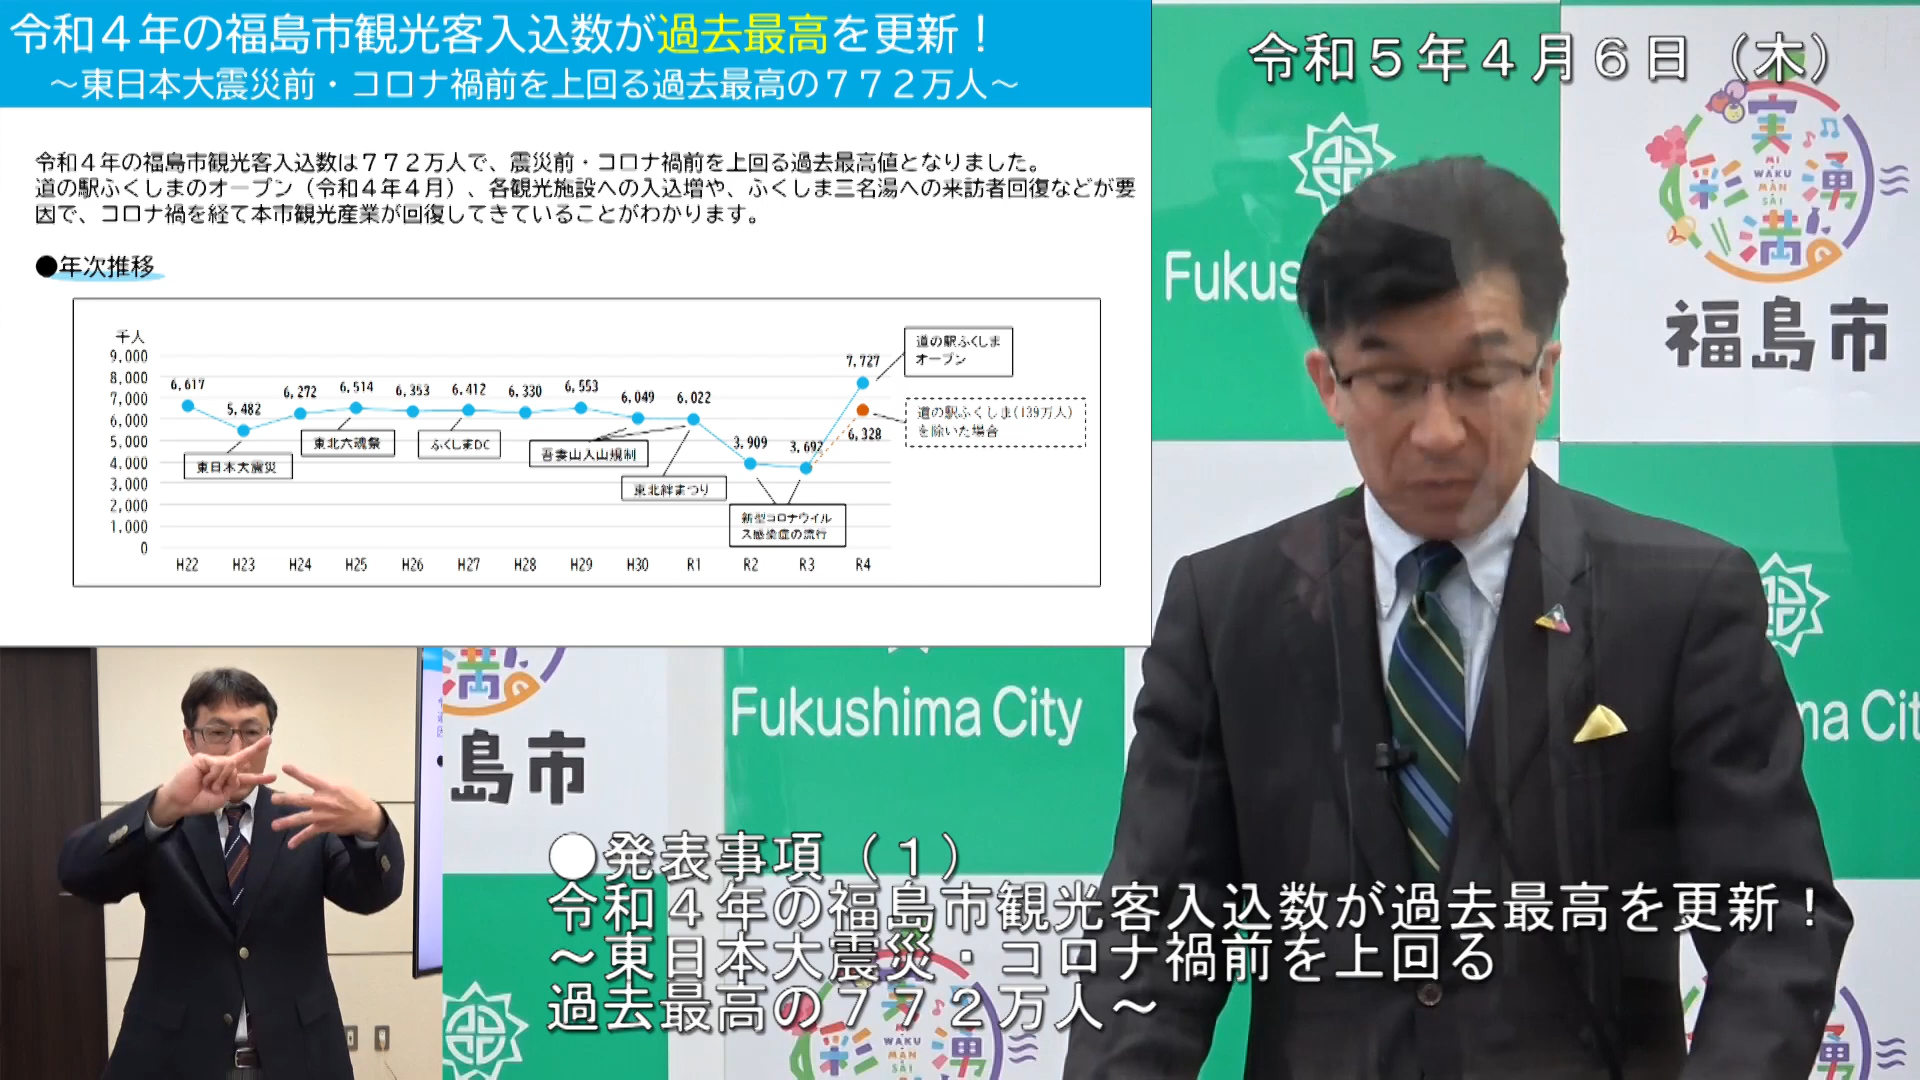 令和４年の福島市観光客入込数が過去最高を更新！
～東日本大震災前・コロナ禍前を上回る過去最高の７７２万人～
令和４年の福島市観光客入込数は７７２万人で、震災前・コロナ禍前を上回る過去最高値となりました。
道の駅ふくしまのオープン（令和４年４月）、各観光施設への入込増や、ふくしま三名湯への来訪者回復などが要
因で、コロナ禍を経て本市観光産業が回復してきていることがわかります。
●年次推移
千人
9,000
8,000
7,000
6,000
5,000
4,000
3,000
2,000
1,000
0
6,617
5,482
6,272
6,514
6,353
6,412
6,330
6,553
6,049
6,022
3,909
3,692
7,727
6,328
東日本大震災
東北六魂祭
ふくしまDC
吾妻山入山規制
東北絆まつり
新型コロナウイル
ス感染症の流行
道の駅ふくしま
オープン
道の駅ふくしま(139万人)
を除いた場合
H22 H23 H24 H25 H26 H27 H28 H29 H30 R1 R2 R3 R4
令和５年４月６日（木）
Fukus
実
湧
満
彩
MI
WAKU
MAN
SAI
福島市
満
島市
Fukushima City
ma Cit
●発表事項（１）
令和４年の福島市観光客入込数が過去最高を更新！
～東日本大震災・コロナ禍前を上回る
過去最高の７７２万人～
彩
WAKU
MAN
SAI
湧